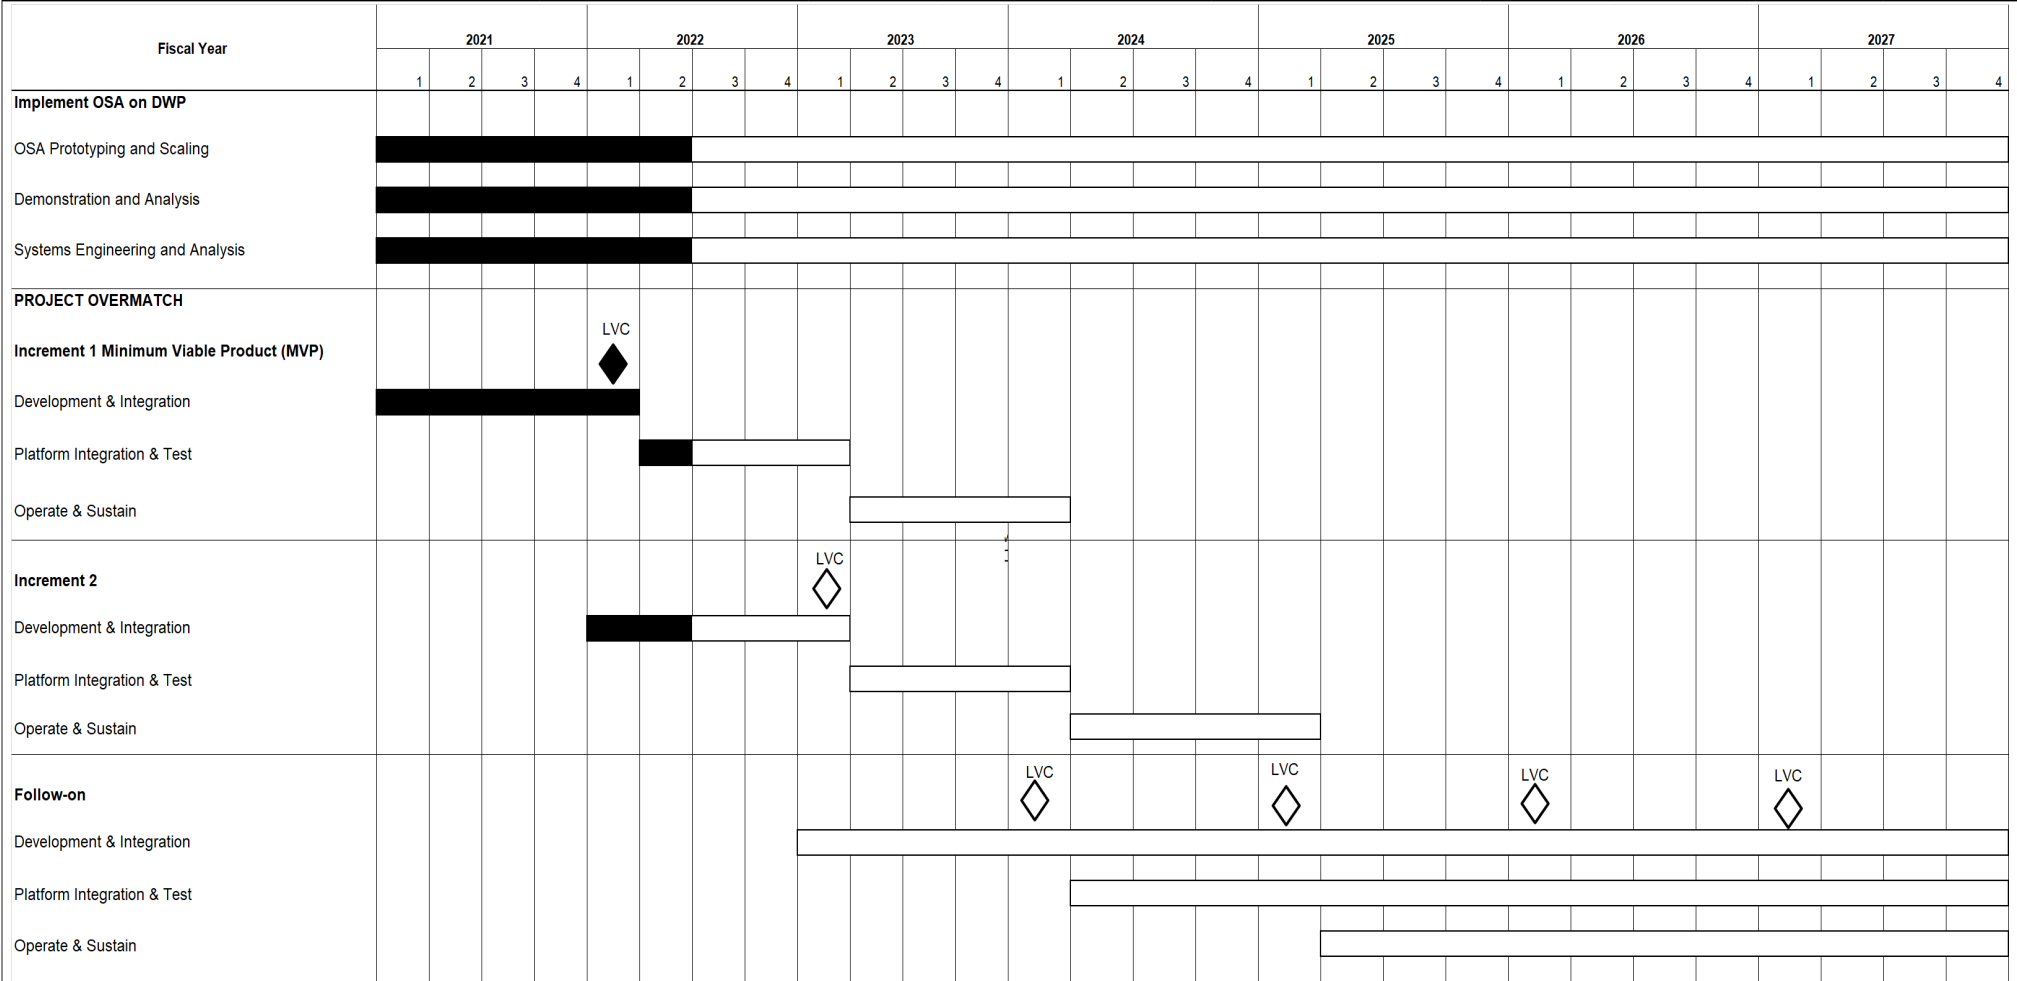 2021 2022 2023 2024 2025 2026 2027
Fiscal Year
1 2 3 4 1 2 3 4 1 2 3 4 1 2 3 4 1 2 3 4 1 2 3 4 1 2 3 4
Implement OSA on DWP
OSA Prototyping and Scaling
Demonstration and Analysis
Systems Engineering and Analysis
PROJECT OVERMATCH
LVC
Increment 1 Minimum Viable Product (MVP)
Development & Integration
Platform Integration & Test
Operate & Sustain
LVC
Increment 2
Development & Integration
Platform Integration & Test
Operate & Sustain
LVC LVC LVC LVC
Follow-on
Development & Integration
Platform Integration & Test
Operate & Sustain